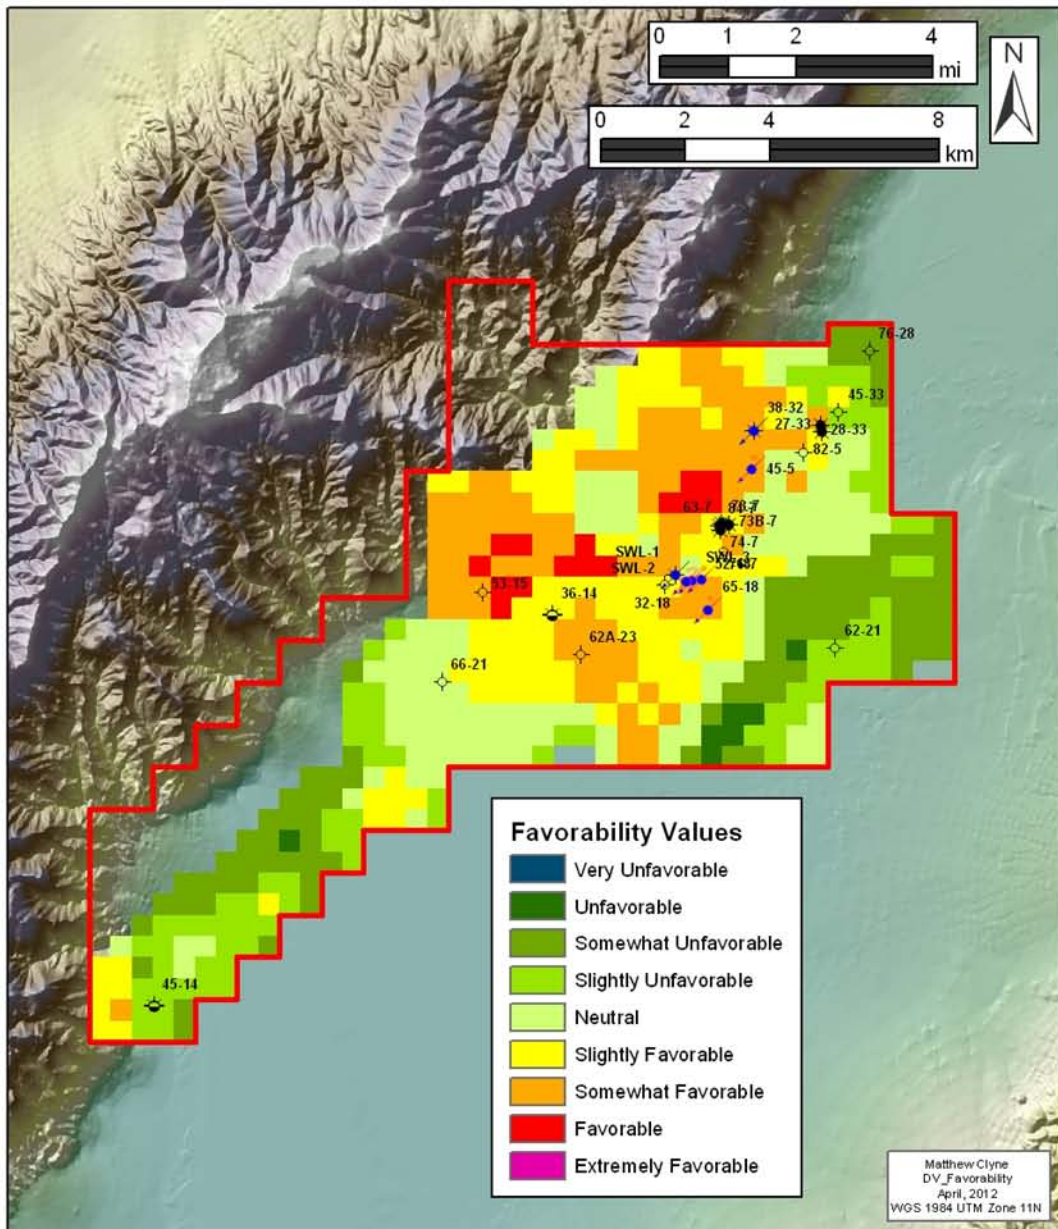 0 1 2 4
mi
N
0 2 4 8
km
76-28
45-33
38-32
27-33
28-33
82-5
45-5
63-7
73B-7
74-7
SWL-1
SWL-3
SWL-2
65-18
53-15
36-14
32-18
62A-23
62-21
66-21
45-14
Favorability Values
Very Unfavorable
Unfavorable
Somewhat Unfavorable
Slightly Unfavorable
Neutral
Slightly Favorable
Somewhat Favorable
Favorable
Extremely Favorable
Matthew Clyne
DV_Favorability
April, 2012
WGS 1984 UTM Zone 11N